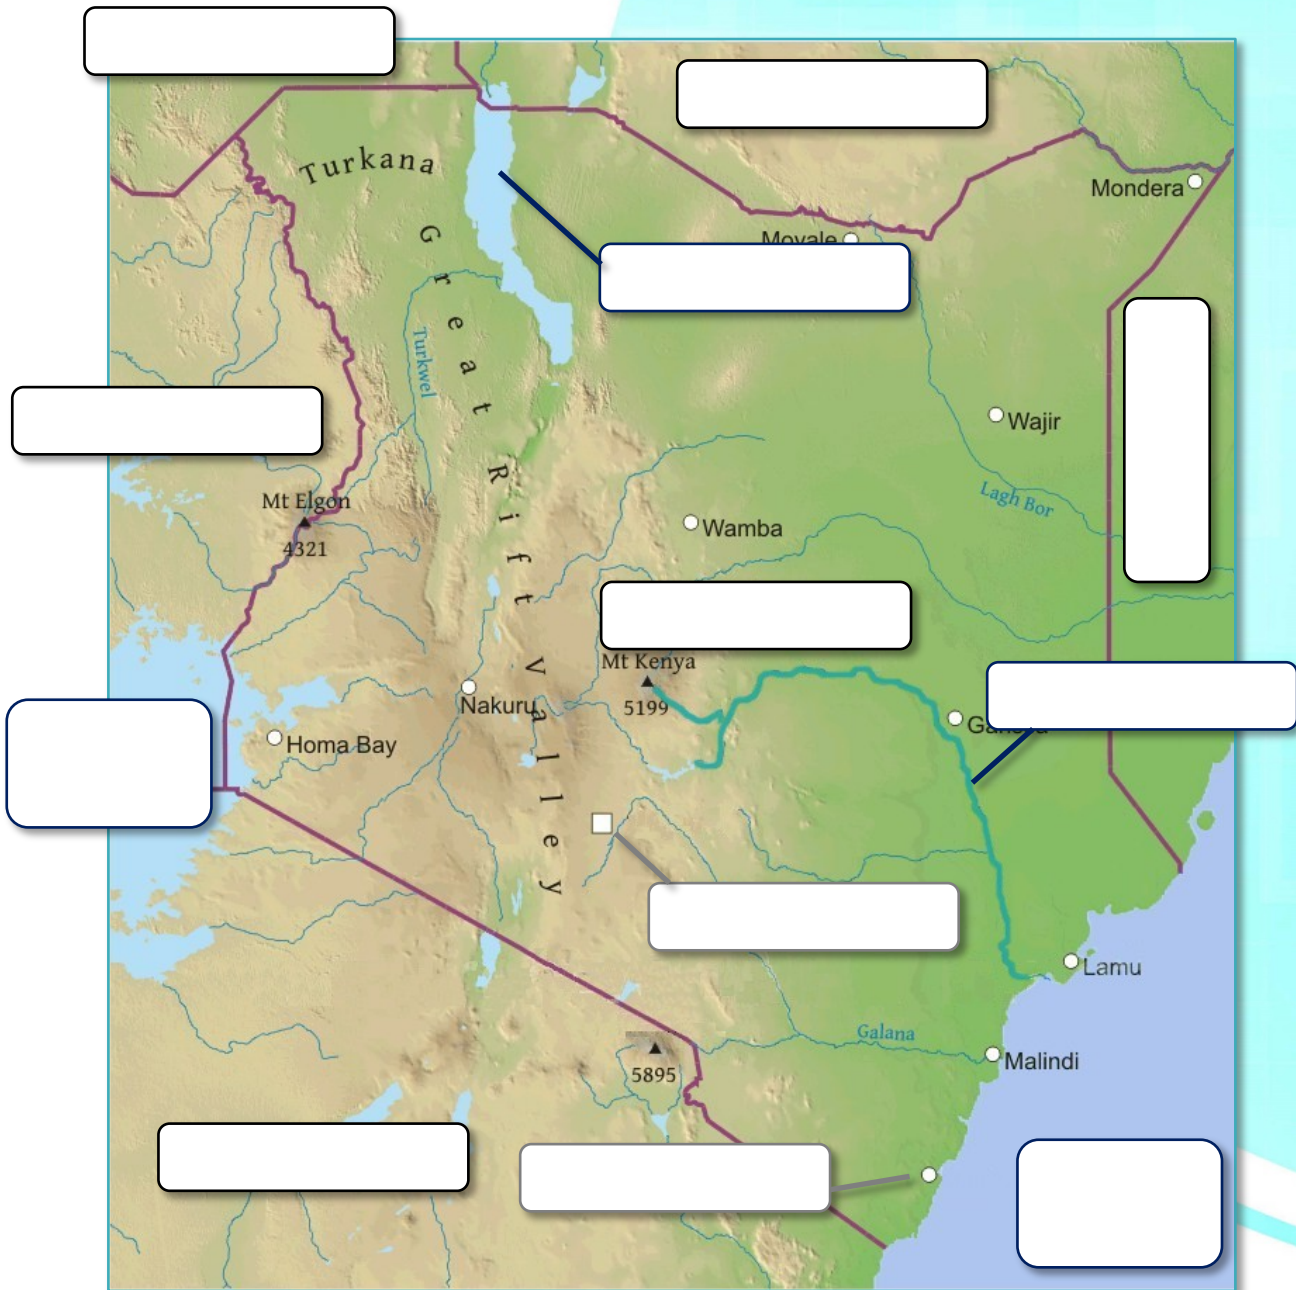 Turkana
Mondera
Moyale
Great Rift Valley
Turkwel
Wajir
Lagh Bor
Mt Elgon
4321
Wamba
Mt Kenya
5199
Nakuru
Homa Bay
Lamu
Galana
Malindi
5895